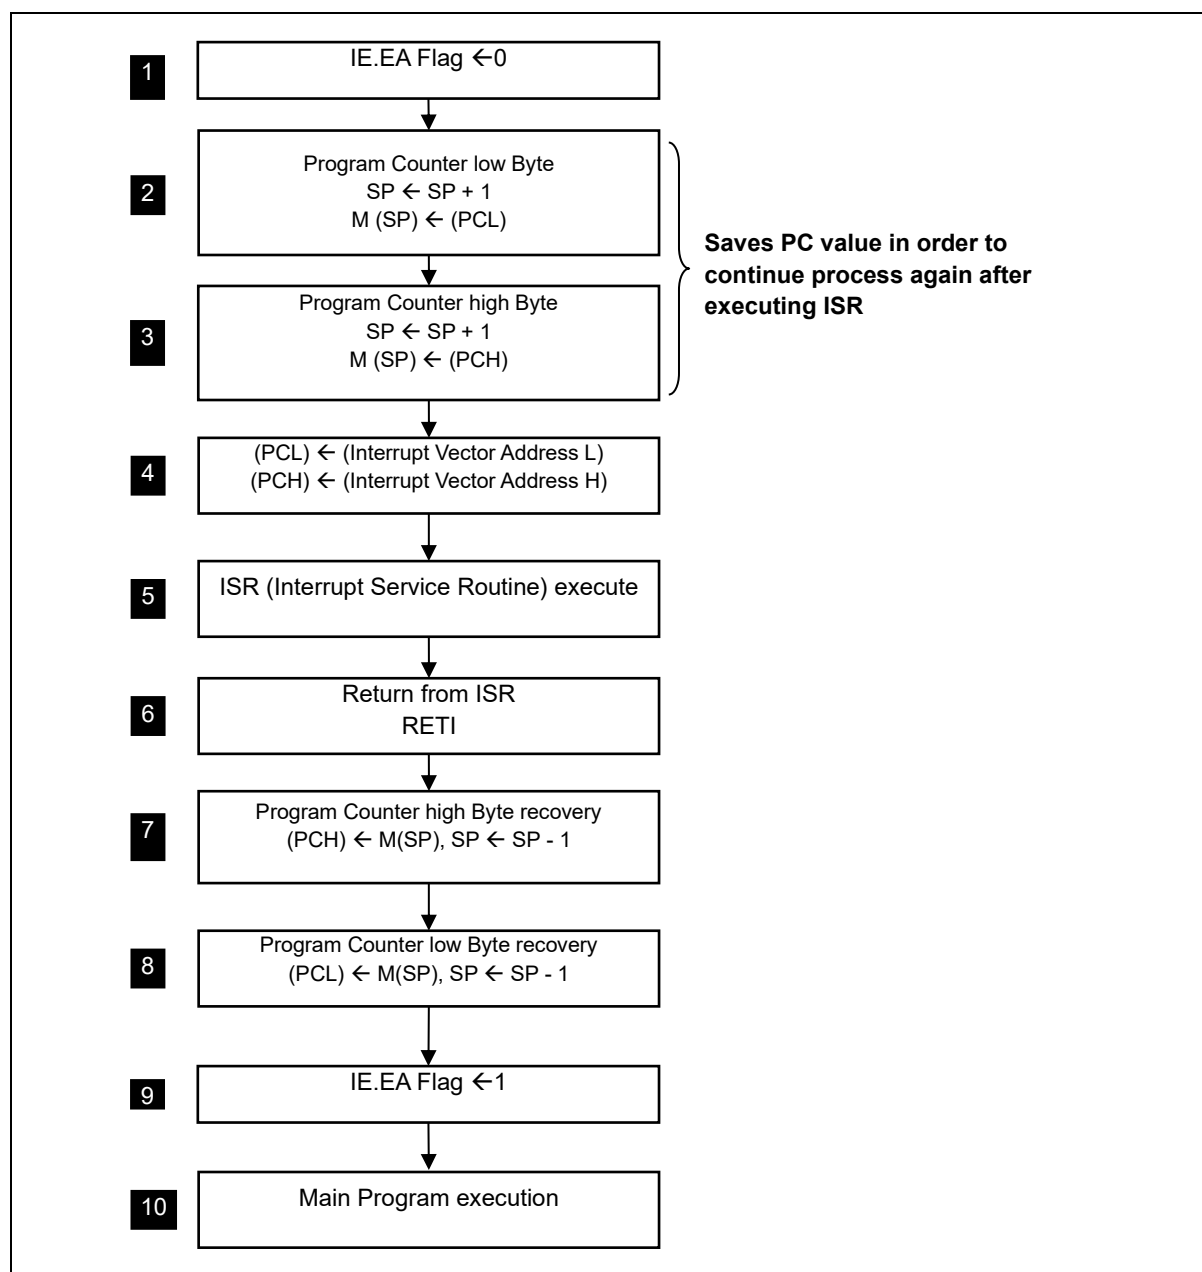 1
IE.EA Flag ←0
2
Program Counter low Byte
SP ← SP + 1
M (SP) ← (PCL)
3
Program Counter high Byte
SP ← SP + 1
M (SP) ← (PCH)
Saves PC value in order to
continue process again after
executing ISR
4
(PCL) ← (Interrupt Vector Address L)
(PCH) ← (Interrupt Vector Address H)
5
ISR (Interrupt Service Routine) execute
6
Return from ISR
RETI
7
Program Counter high Byte recovery
(PCH) ← M(SP), SP ← SP - 1
8
Program Counter low Byte recovery
(PCL) ← M(SP), SP ← SP - 1
9
IE.EA Flag ←1
10
Main Program execution